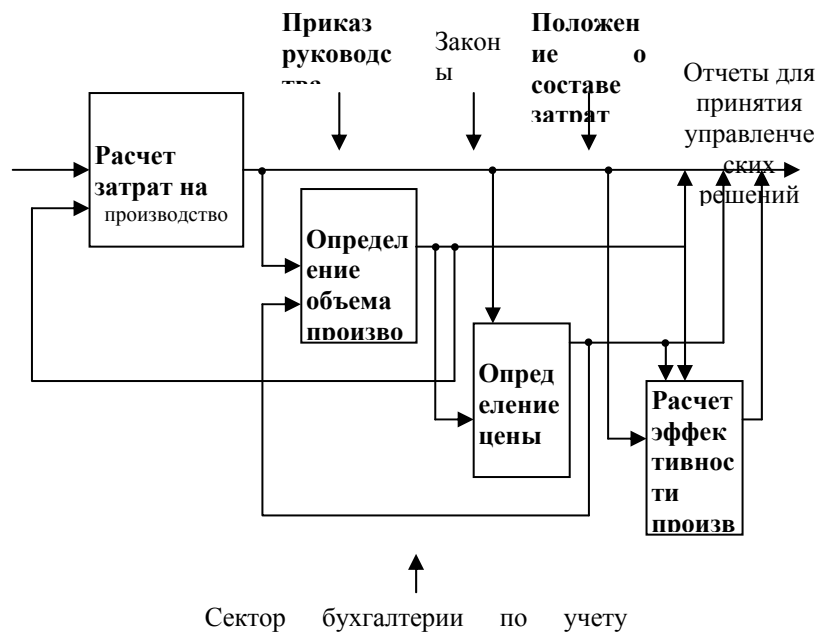 Приказ
руководс
тва
Закон
ы
Положен
ие о
составе
затрат
Отчеты для
принятия
управленче
ских
решений
Расчет
затрат на
производство
Определ
ение
объема
произво
Опред
еление
цены
Расчет
эффек
тивнос
ти
произв
Сектор бухгалтерии по учету